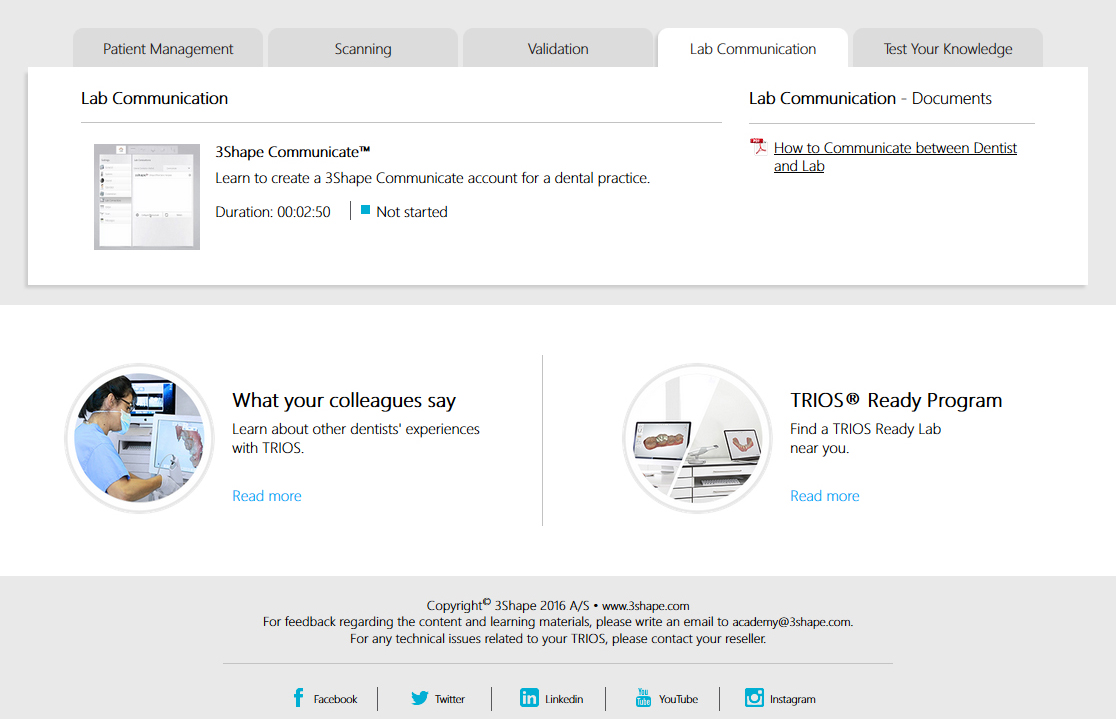 Patient Management
Scanning
Validation
Lab Communication
Test Your Knowledge
Lab Communication
3Shape Communicate™
Learn to create a 3Shape Communicate account for a dental practice.
Duration: 00:02:50
Not started
Lab Communication - Documents
How to Communicate between Dentist
and Lab
What your colleagues say
Learn about other dentists' experiences
with TRIOS.
Read more
TRIOS® Ready Program
Find a TRIOS Ready Lab
near you.
Read more
Copyright© 3Shape 2016 A/S • www.3shape.com
For feedback regarding the content and learning materials, please write an email to academy@3shape.com.
For any technical issues related to your TRIOS, please contact your reseller.
Facebook
Twitter
Linkedin
YouTube
Instagram